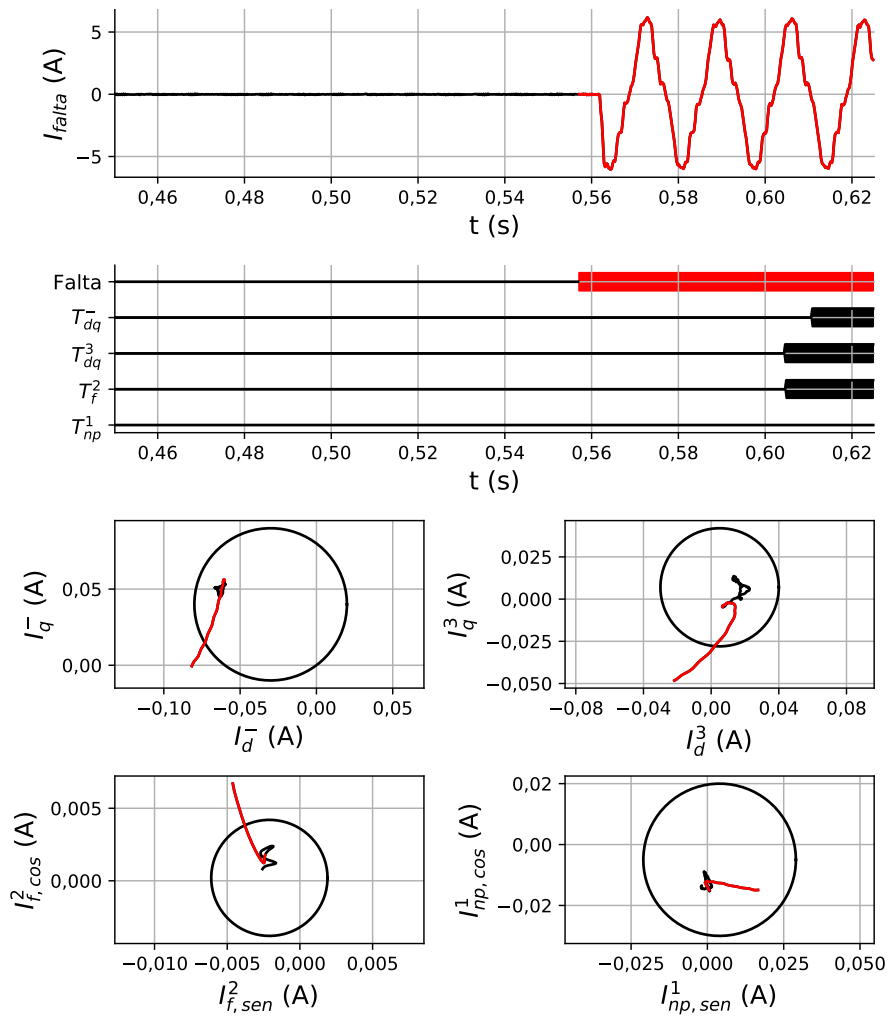 5
0
−5
I_falta (A)
0,46 0,48 0,50 0,52 0,54 0,56 0,58 0,60 0,62
t (s)
Falta
T_dq^−
T_dq^3
T_f^2
T_np^1
0,46 0,48 0,50 0,52 0,54 0,56 0,58 0,60 0,62
t (s)
0,05
0,00
I_q^− (A)
−0,10 −0,05 0,00 0,05
I_d^− (A)
0,025
0,000
−0,025
−0,050
I_q^3 (A)
−0,08 −0,04 0,00 0,04 0,08
I_d^3 (A)
0,005
0,000
I_f,cos^2 (A)
−0,010 −0,005 0,000 0,005
I_f,sen^2 (A)
0,02
0,00
−0,02
I_np,cos^1 (A)
−0,025 0,000 0,025 0,050
I_np,sen^1 (A)